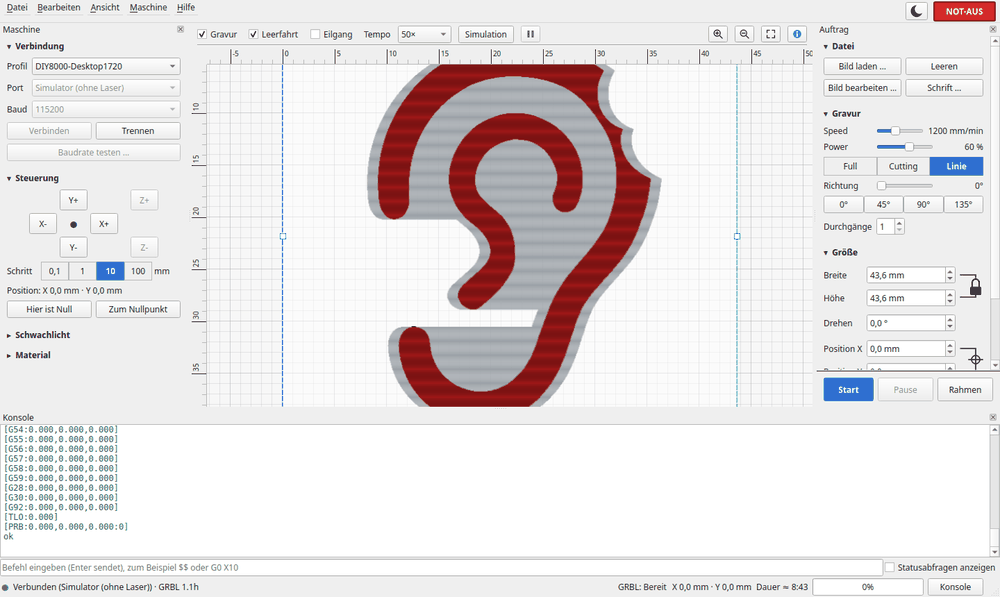 Datei Bearbeiten Ansicht Maschine Hilfe
NOT-AUS
Maschine
Verbindung
Profil DIY8000-Desktop1720
Port Simulator (ohne Laser)
Baud 115200
Verbinden Trennen
Baudrate testen ...
Steuerung
Y+ Z+
X- X+
Y- Z-
Schritt 0,1 1 10 100 mm
Position: X 0,0 mm · Y 0,0 mm
Hier ist Null Zum Nullpunkt
Schwachlicht
Material
Gravur Leerfahrt Eilgang Tempo 50× Simulation
-5 0 5 10 15 20 25 30 35 40 45 50
10
15
20
25
30
35
Auftrag
Datei
Bild laden ... Leeren
Bild bearbeiten ... Schrift ...
Gravur
Speed 1200 mm/min
Power 60 %
Full Cutting Linie
Richtung 0°
0° 45° 90° 135°
Durchgänge 1
Größe
Breite 43,6 mm
Höhe 43,6 mm
Drehen 0,0 °
Position X 0,0 mm
Start Pause Rahmen
Konsole
[G54:0.000,0.000,0.000]
[G55:0.000,0.000,0.000]
[G56:0.000,0.000,0.000]
[G57:0.000,0.000,0.000]
[G58:0.000,0.000,0.000]
[G59:0.000,0.000,0.000]
[G28:0.000,0.000,0.000]
[G30:0.000,0.000,0.000]
[G92:0.000,0.000,0.000]
[TLO:0.000]
[PRB:0.000,0.000,0.000:0]
ok
Befehl eingeben (Enter sendet), zum Beispiel $$ oder G0 X10 Statusabfragen anzeigen
Verbunden (Simulator (ohne Laser)) · GRBL 1.1h GRBL: Bereit X 0,0 mm · Y 0,0 mm Dauer ≈ 8:43 0% Konsole